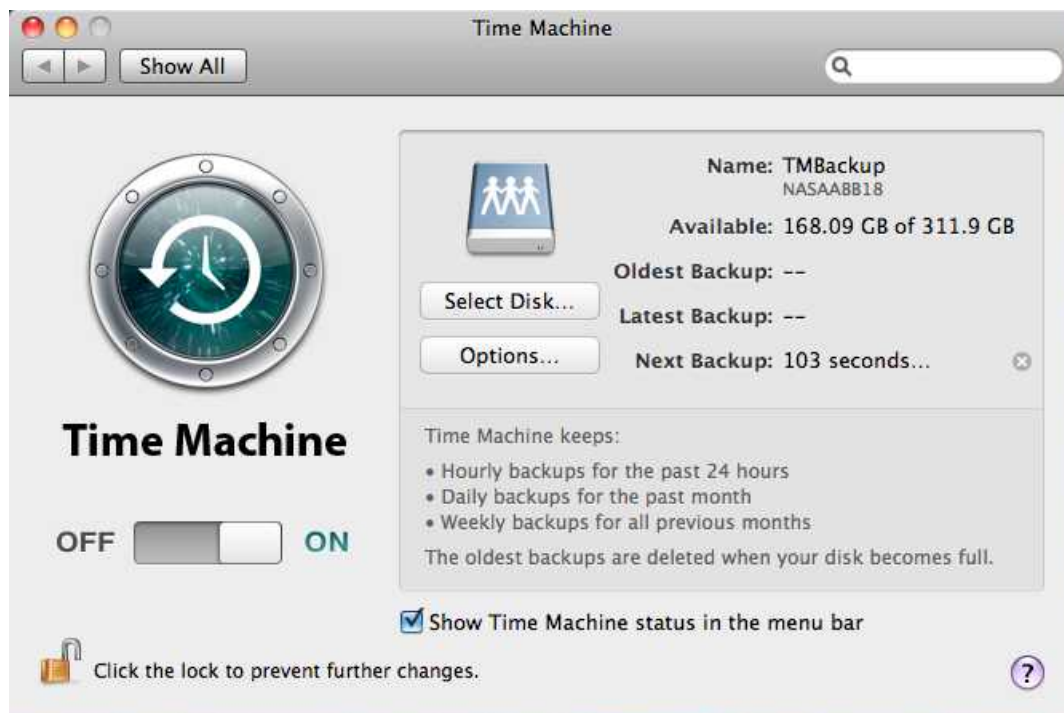 Time Machine
Show All
Name: TMBackup
NASAA8B18
Available: 168.09 GB of 311.9 GB
Oldest Backup: --
Select Disk...
Latest Backup: --
Options...
Next Backup: 103 seconds...
Time Machine
Time Machine keeps:
• Hourly backups for the past 24 hours
• Daily backups for the past month
• Weekly backups for all previous months
The oldest backups are deleted when your disk becomes full.
OFF ON
Show Time Machine status in the menu bar
Click the lock to prevent further changes.
?